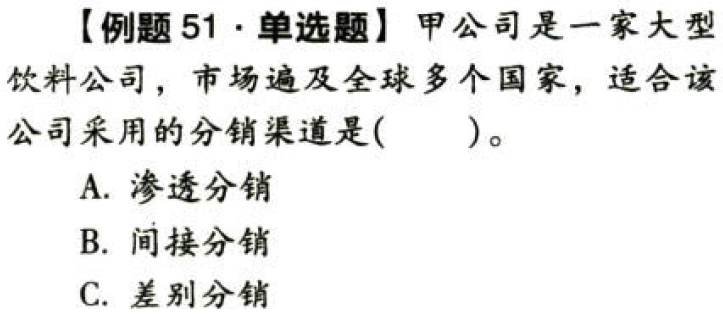 【例题 51·单选题】 甲公司是一家大型
饮料公司，市场遍及全球多个国家，适合该
公司采用的分销渠道是(    )。
A. 渗透分销
B. 间接分销
C. 差别分销